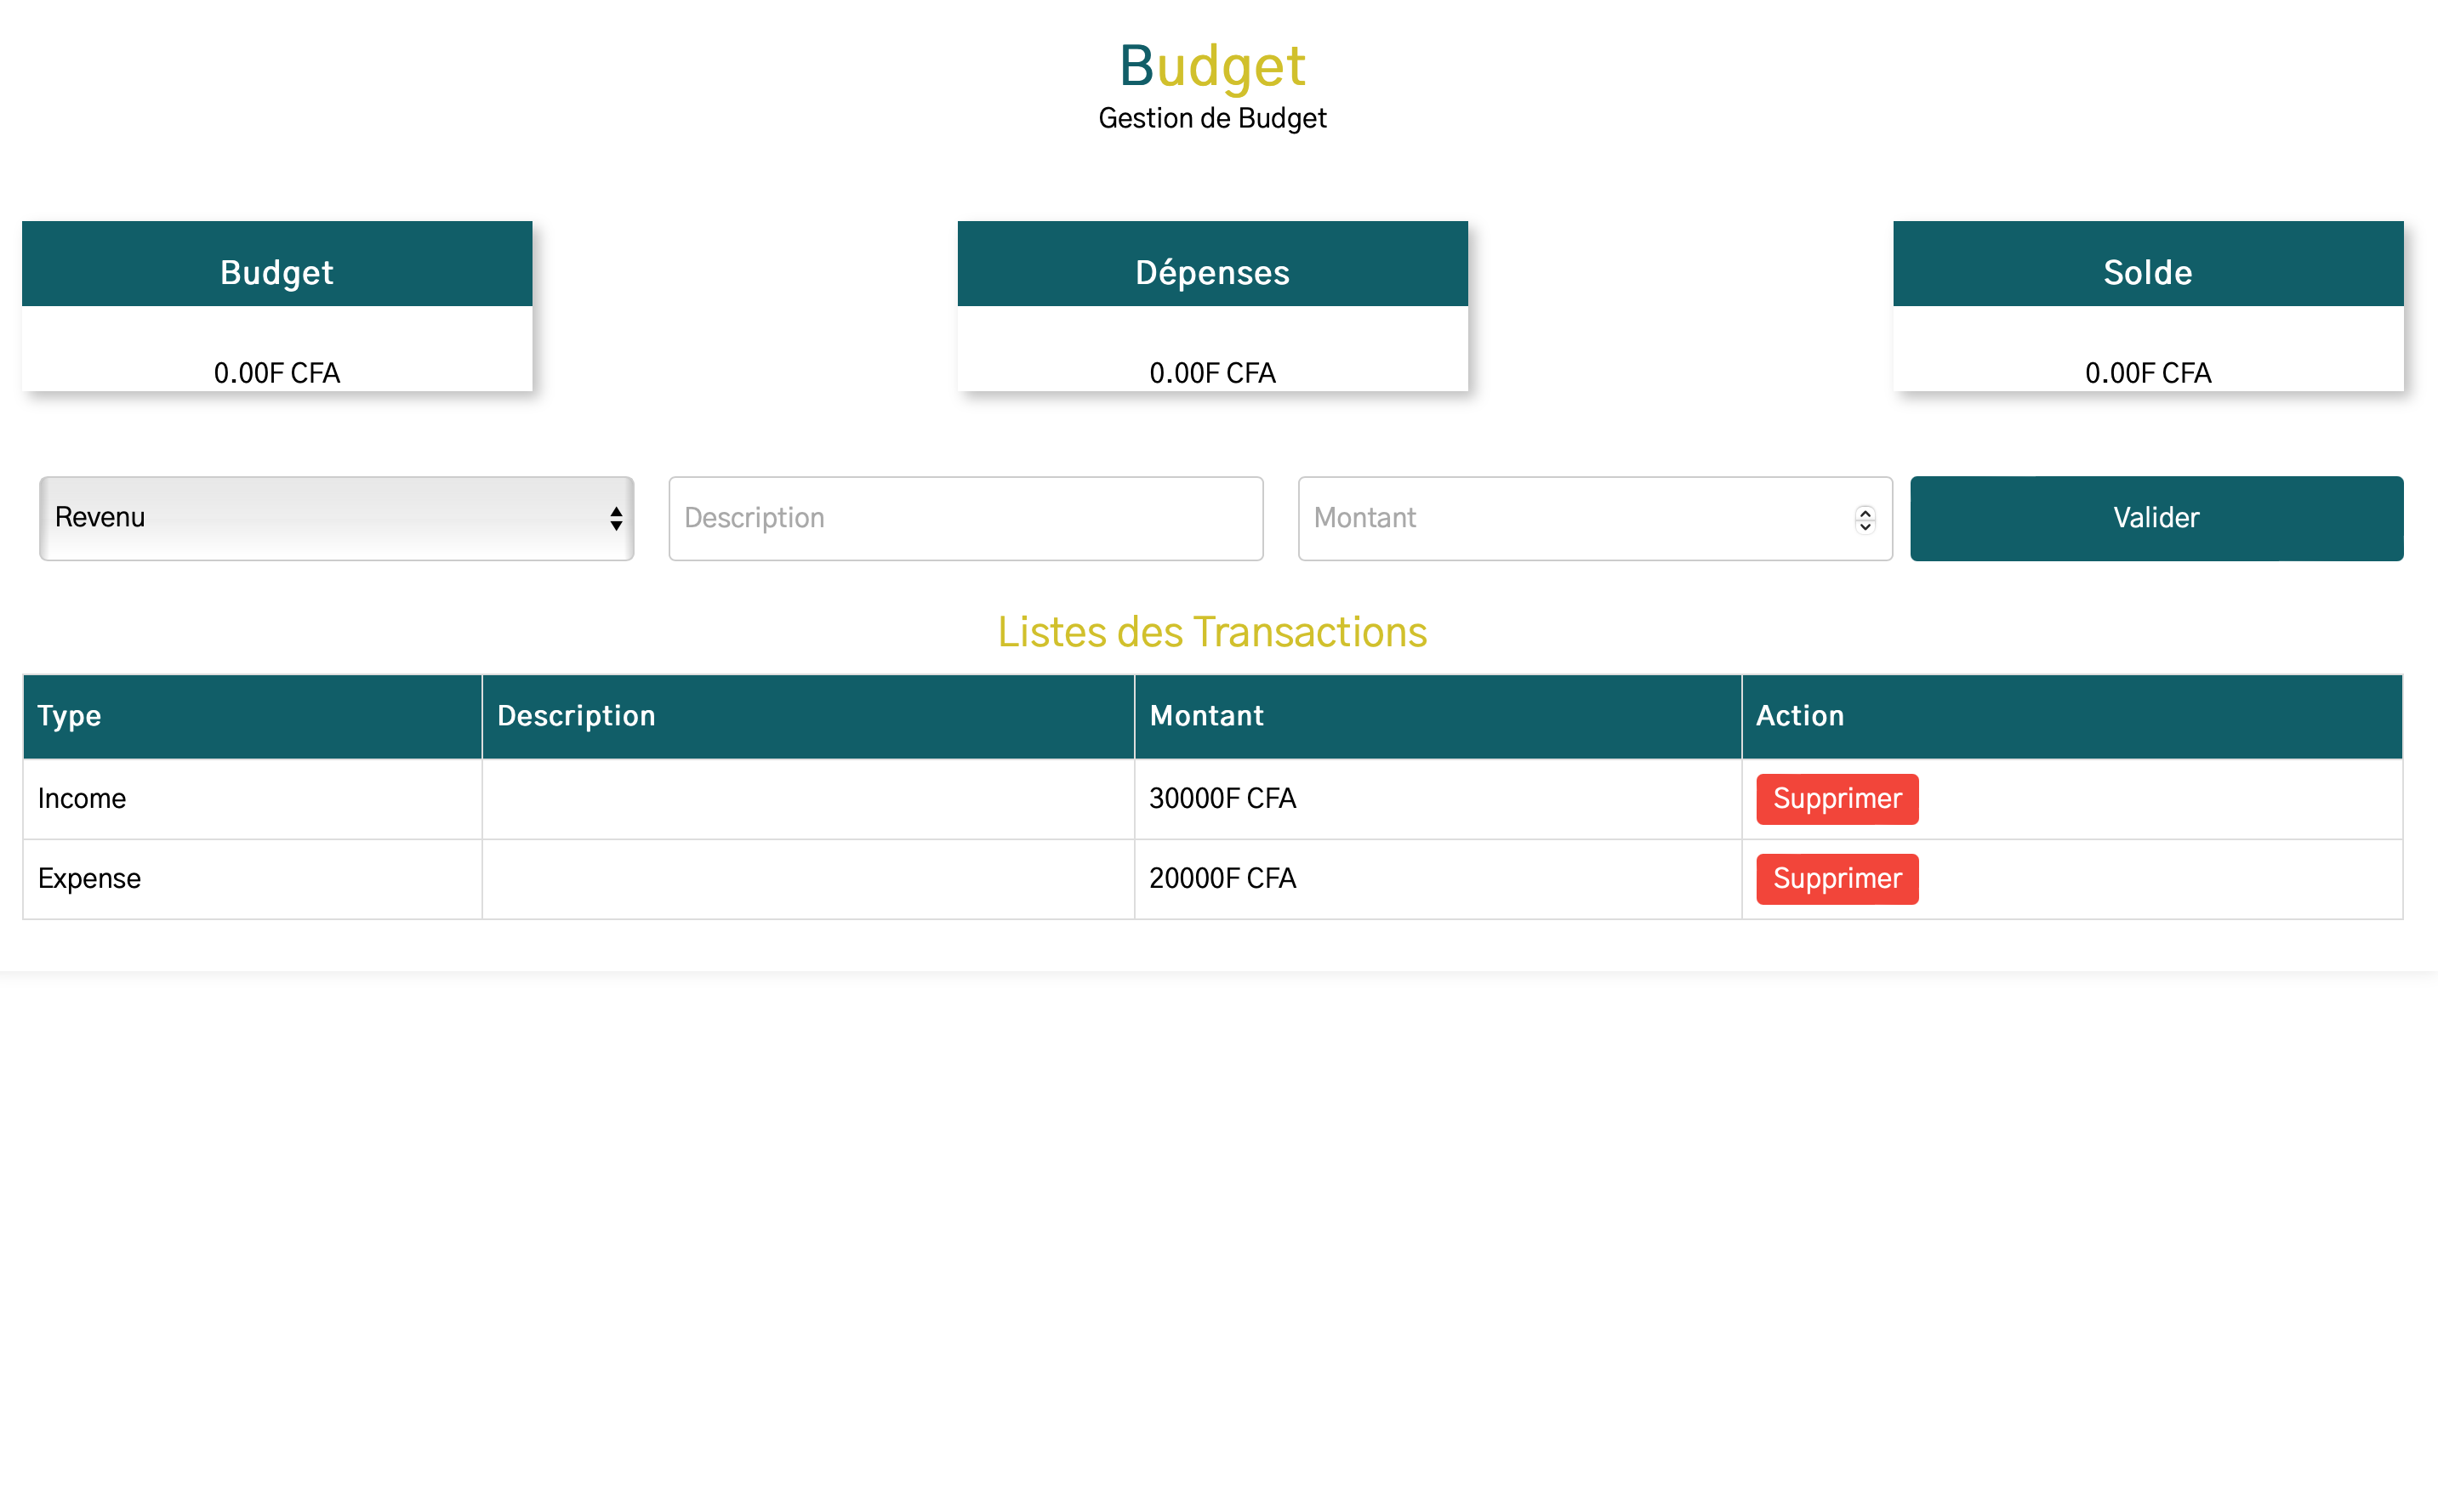 Budget
Gestion de Budget
Budget
Dépenses
Solde
0.00F CFA
0.00F CFA
0.00F CFA
Revenu
Description
Montant
Valider
Listes des Transactions
Type Description Montant Action
Income 30000F CFA Supprimer
Expense 20000F CFA Supprimer